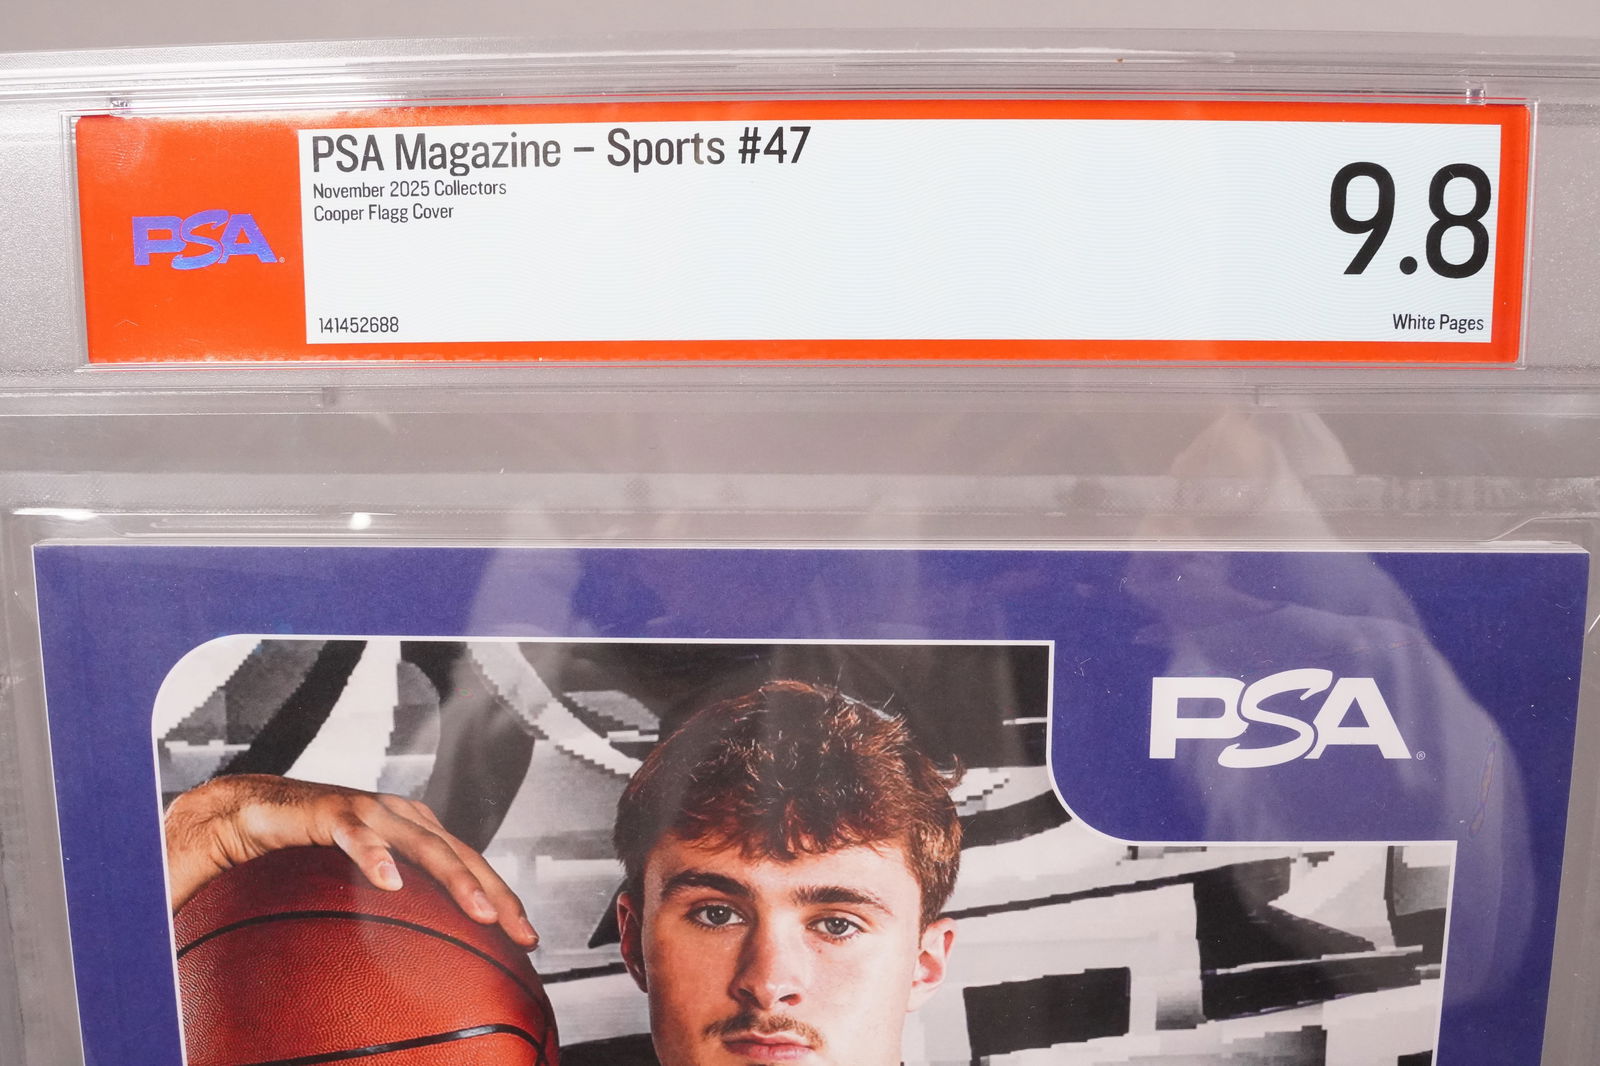 PSA Magazine – Sports #47
November 2025 Collectors
Cooper Flagg Cover
PSA®
9.8
141452688
White Pages
PSA®